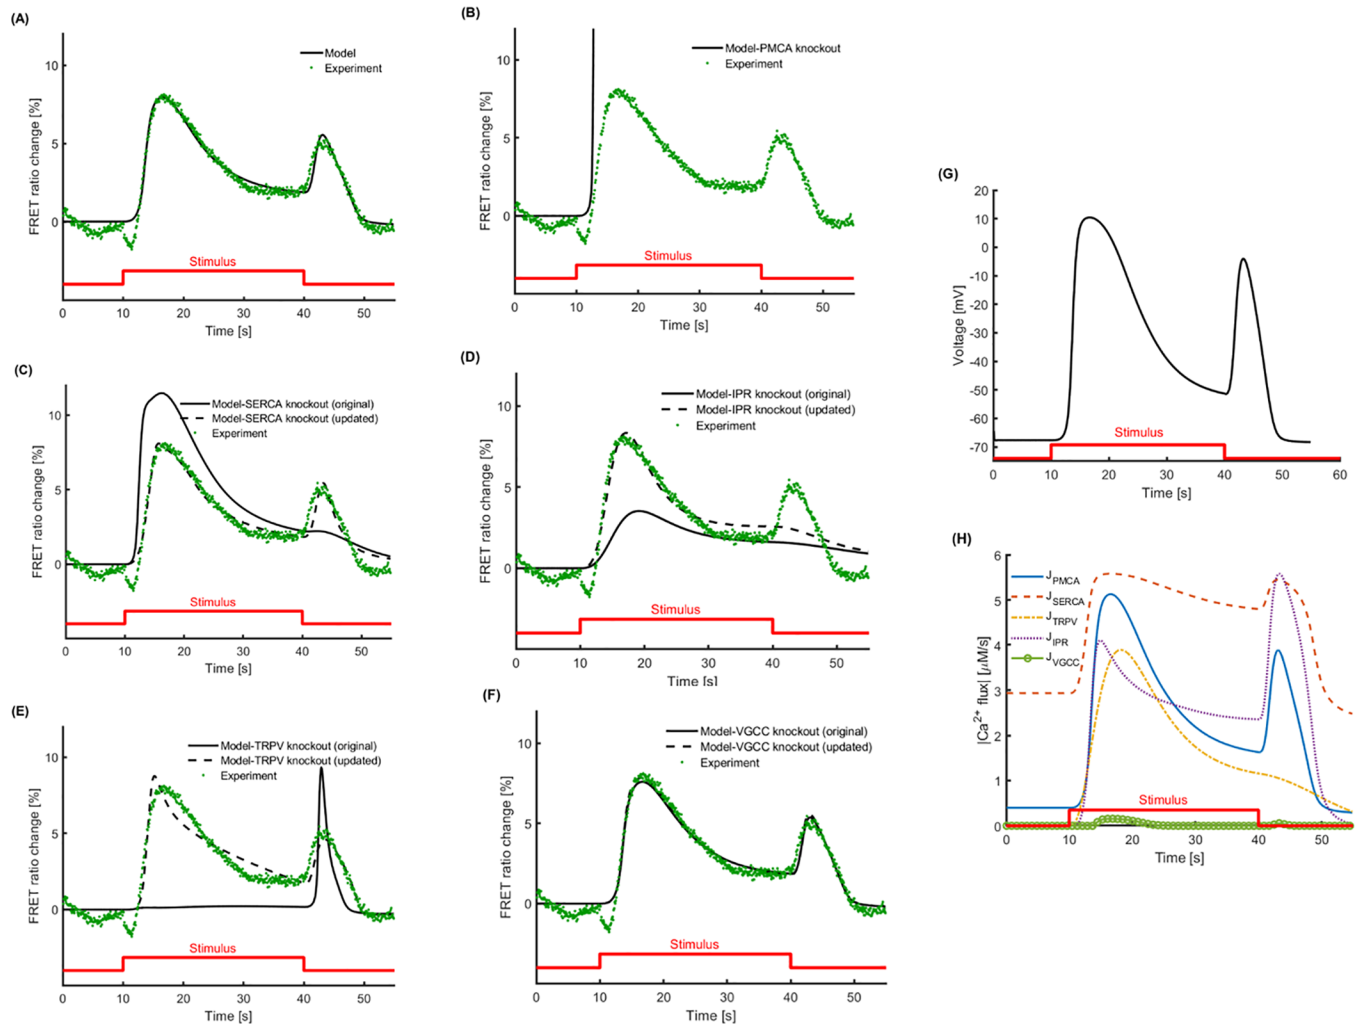 (A)
Model
Experiment
10
5
0
FRET ratio change [%]
Stimulus
0 10 20 30 40 50
Time [s]
(B)
Model-PMCA knockout
Experiment
10
5
0
FRET ratio change [%]
Stimulus
0 10 20 30 40 50
Time [s]
(C)
Model-SERCA knockout (original)
Model-SERCA knockout (updated)
Experiment
10
5
0
FRET ratio change [%]
Stimulus
0 10 20 30 40 50
Time [s]
(D)
Model-IPR knockout (original)
Model-IPR knockout (updated)
Experiment
10
5
0
FRET ratio change [%]
Stimulus
0 10 20 30 40 50
Time [s]
(E)
Model-TRPV knockout (original)
Model-TRPV knockout (updated)
Experiment
10
5
0
FRET ratio change [%]
Stimulus
0 10 20 30 40 50
Time [s]
(F)
Model-VGCC knockout (original)
Model-VGCC knockout (updated)
Experiment
10
5
0
FRET ratio change [%]
Stimulus
0 10 20 30 40 50
Time [s]
(G)
20
10
0
-10
-20
-30
-40
-50
-60
-70
Voltage [mV]
Stimulus
0 10 20 30 40 50 60
Time [s]
(H)
6
5
4
3
2
1
0
|Ca2+ flux| [μM/s]
JPMCA
JSERCA
JTRPV
JIPR
JVGCC
Stimulus
0 10 20 30 40 50
Time [s]